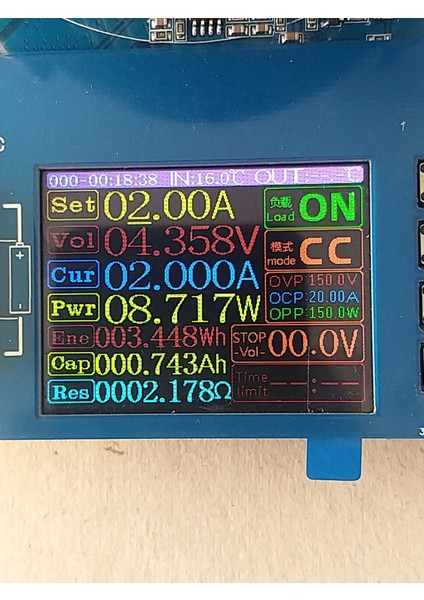 000-00:18:38 IN:16.0℃ OUT: C
Set 02.00A
负载 Load ON
Vol 04.358V
模式 mode CC
Cur 02.000A
OVP:150.0V
OCP:20.00A
OPP:150.0W
Pwr 08.717W
Ene 003.448Wh
STOP -Vol- 00.0V
Cap 000.743Ah
Time limit --:--
Res 0002.178Ω